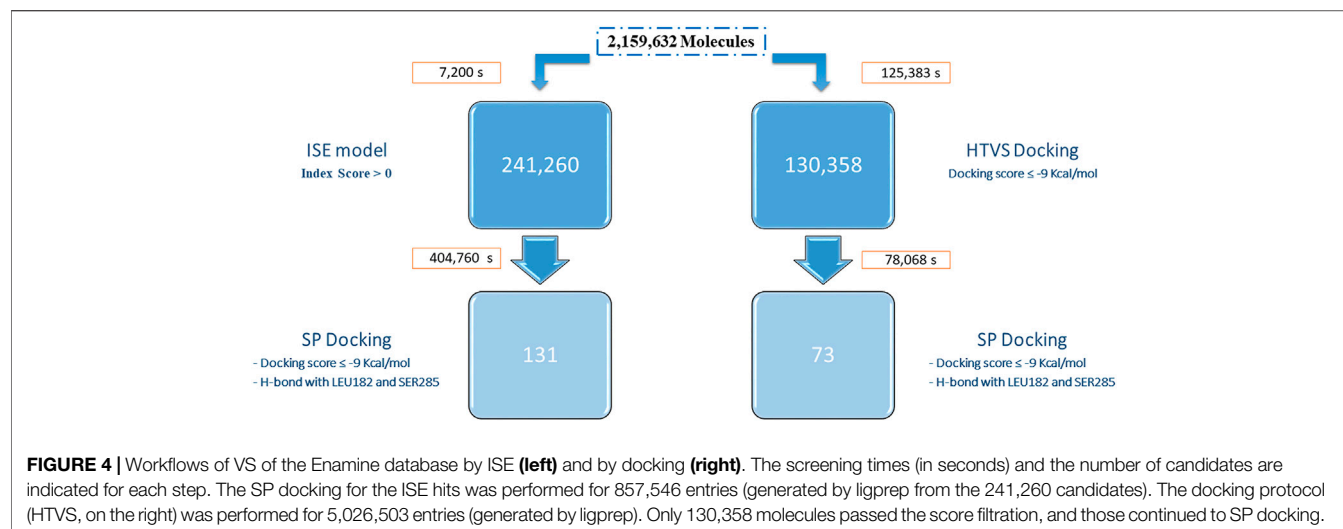 2,159,632 Molecules
7,200 s
125,383 s
ISE model
Index Score > 0
241,260
130,358
HTVS Docking
Docking score ≤ -9 Kcal/mol
404,760 s
78,068 s
SP Docking
- Docking score ≤ -9 Kcal/mol
- H-bond with LEU182 and SER285
131
73
SP Docking
- Docking score ≤ -9 Kcal/mol
- H-bond with LEU182 and SER285
FIGURE 4 | Workflows of VS of the Enamine database by ISE (left) and by docking (right). The screening times (in seconds) and the number of candidates are
indicated for each step. The SP docking for the ISE hits was performed for 857,546 entries (generated by ligprep from the 241,260 candidates). The docking protocol
(HTVS, on the right) was performed for 5,026,503 entries (generated by ligprep). Only 130,358 molecules passed the score filtration, and those continued to SP docking.